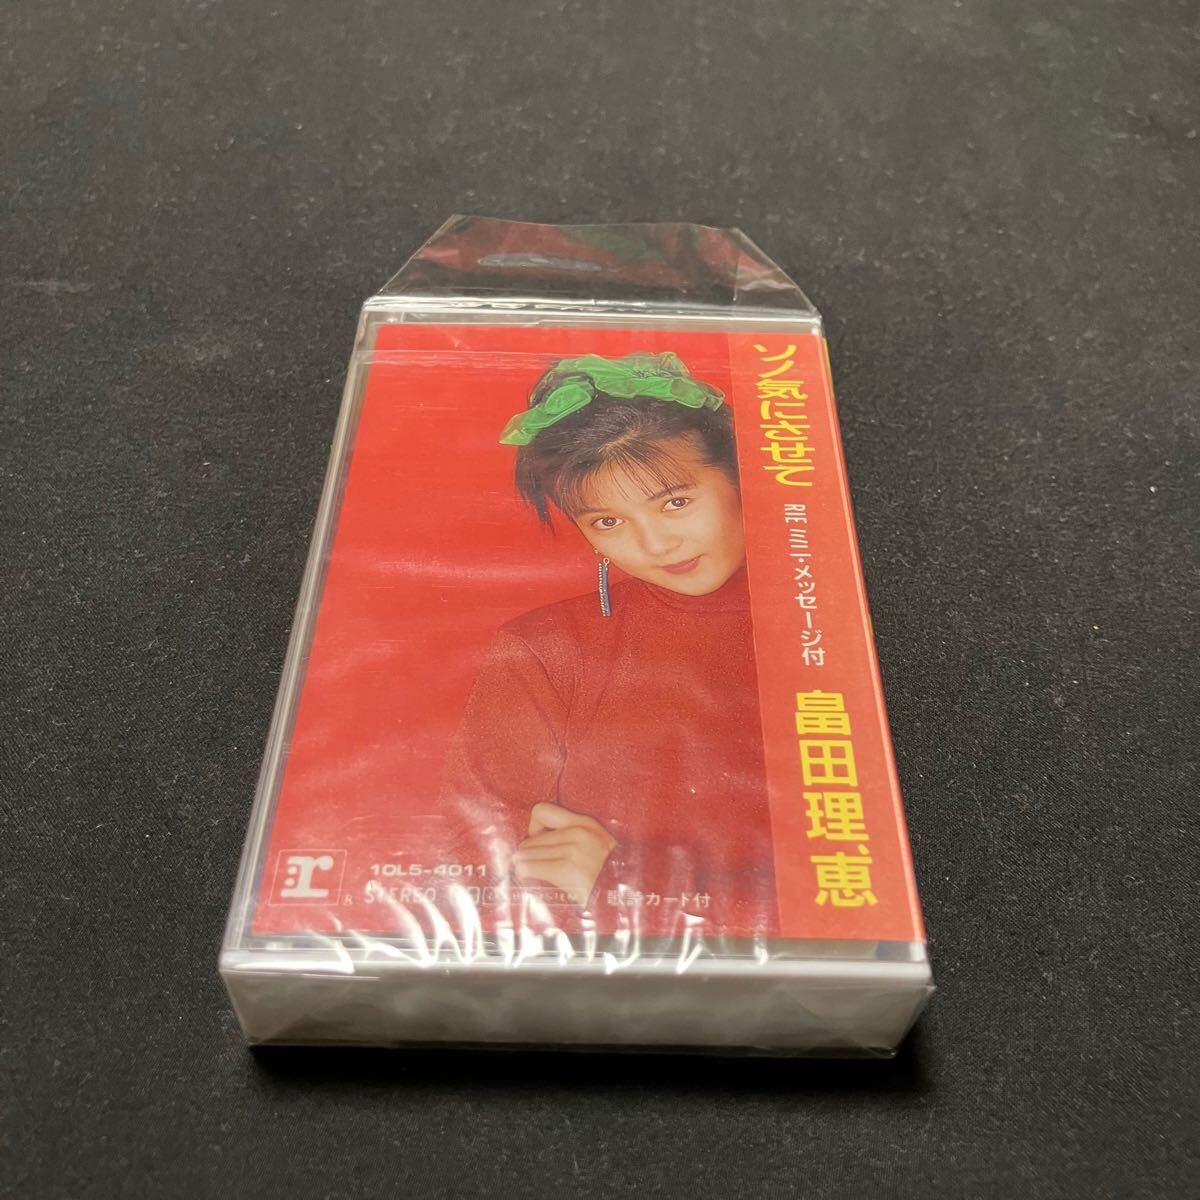 ソノ気にさせて
RIE ミニ・メッセージ付
畠田理恵
r
®
10L5-4011
STEREO
歌詩カード付